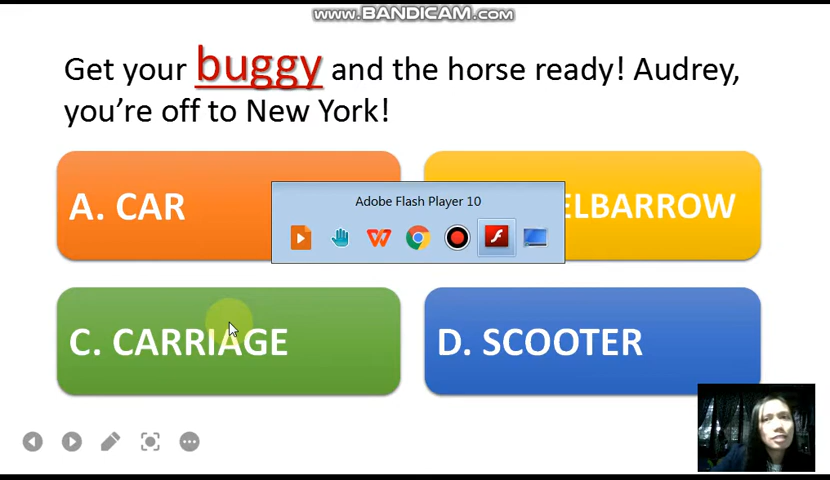 www.BANDICAM.com
Get your buggy and the horse ready! Audrey,
you're off to New York!
A. CAR
ELBARROW
Adobe Flash Player 10
C. CARRIAGE
D. SCOOTER